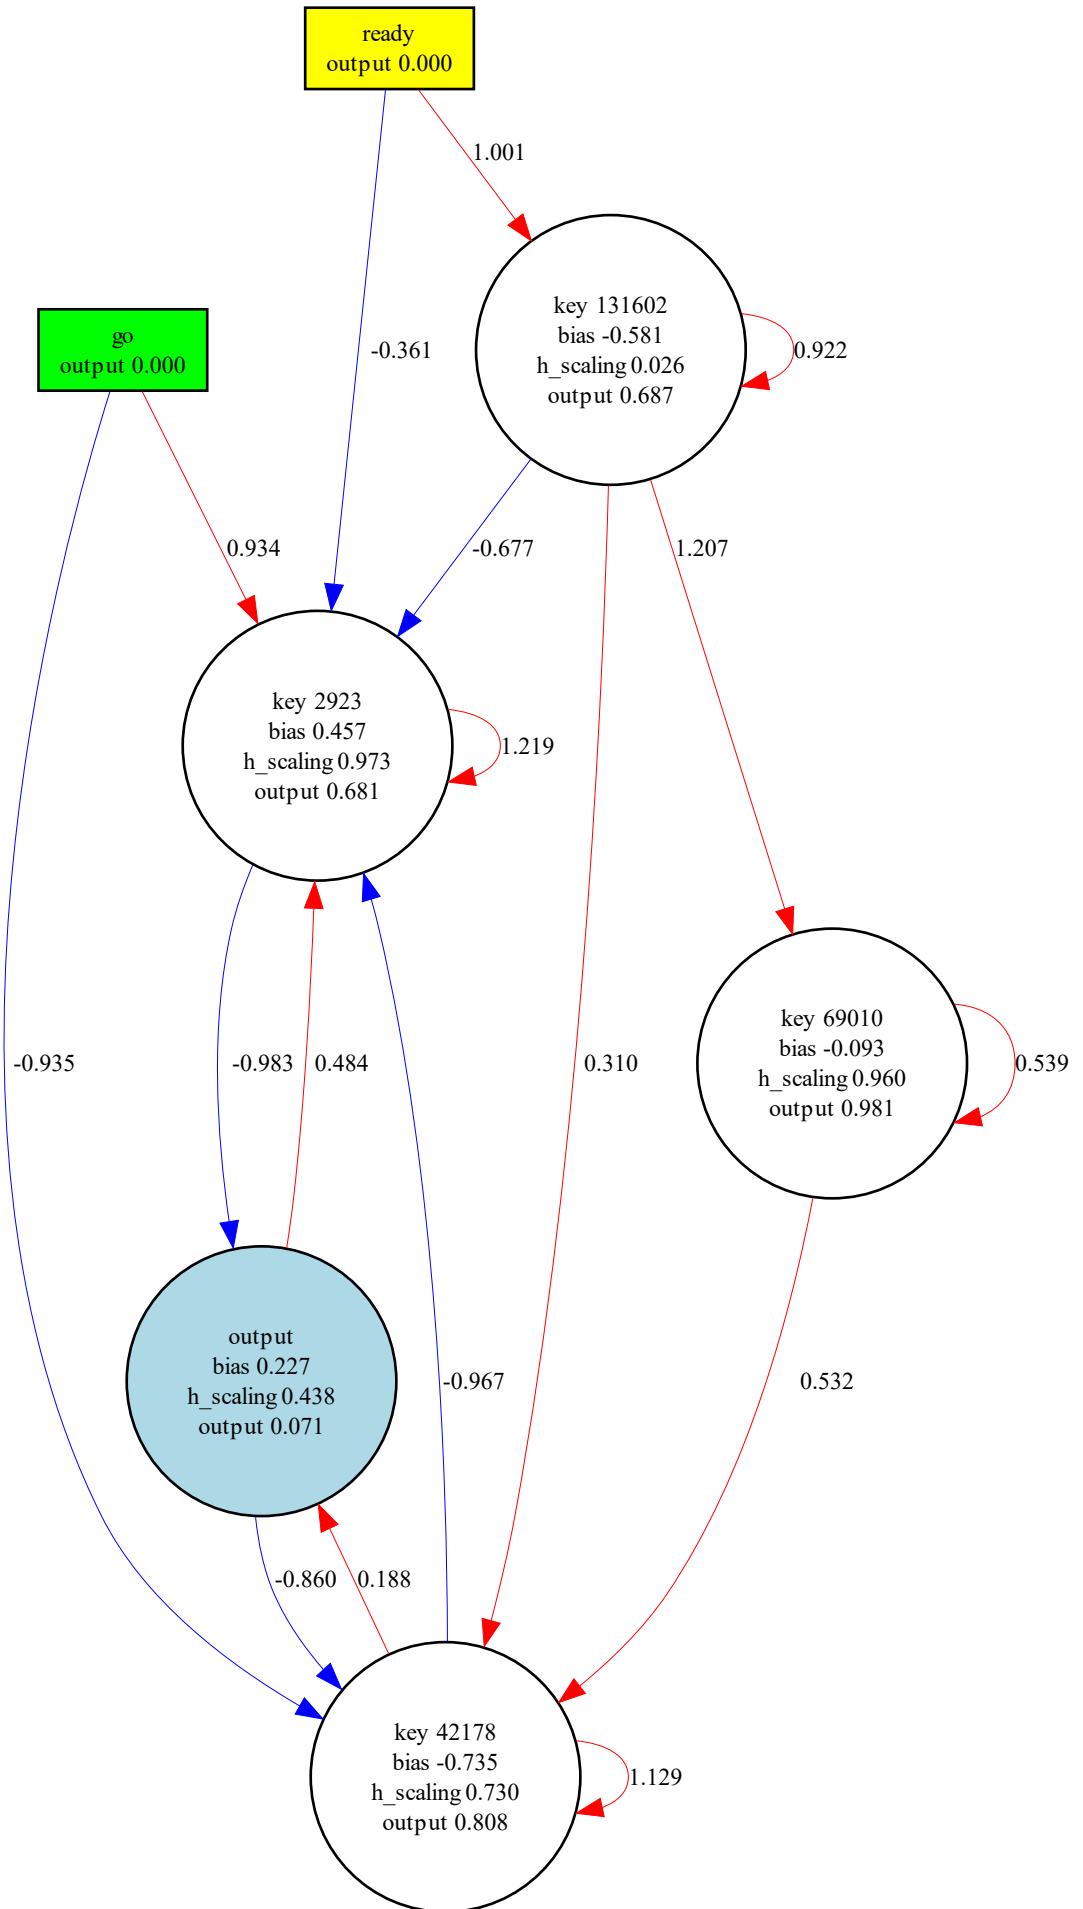 ready
output 0.000
1.001
key 131602
bias -0.581
h_scaling 0.026
output 0.687
0.922
-0.361
go
output 0.000
0.934
-0.677
1.207
key 2923
bias 0.457
h_scaling 0.973
output 0.681
1.219
key 69010
bias -0.093
h_scaling 0.960
output 0.981
0.539
-0.935
-0.983
0.484
0.310
output
bias 0.227
h_scaling 0.438
output 0.071
-0.967
0.532
-0.860
0.188
key 42178
bias -0.735
h_scaling 0.730
output 0.808
1.129